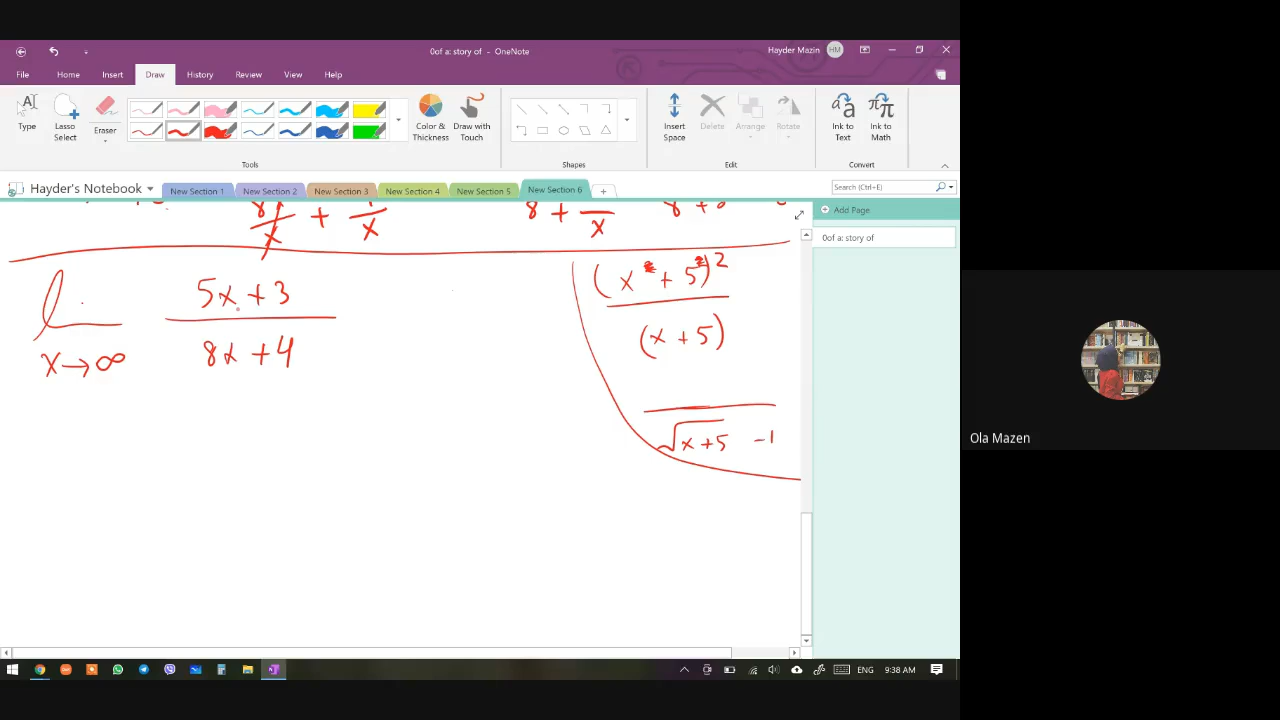 0of a: story of - OneNote
Hayder Mazin HM
File Home Insert Draw History Review View Help
Type Lasso Select Eraser Color & Thickness Draw with Touch Insert Space Delete Arrange Rotate Ink to Text Ink to Math
Tools Shapes Edit Convert
Hayder's Notebook New Section 1 New Section 2 New Section 3 New Section 4 New Section 5 New Section 6 Search (Ctrl+E)
Add Page
0of a: story of
8 + 8 +
x x x
5x + 3
x → ∞
8x + 4
(x + 5)²
(x + 5)
√x+5 -1
Ola Mazen
ENG 9:38 AM